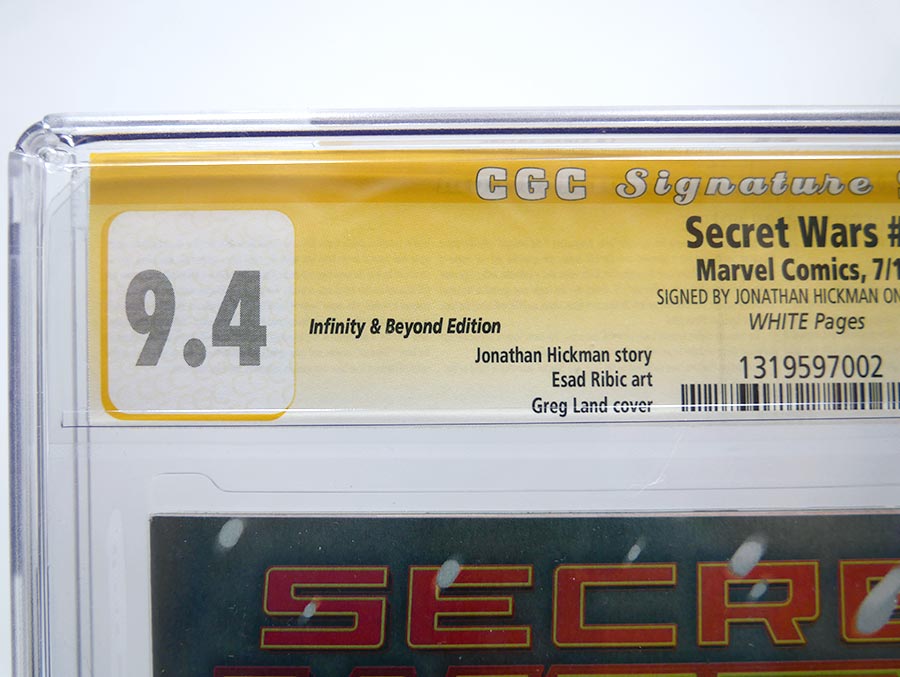 CGC Signature
9.4
Infinity & Beyond Edition
Jonathan Hickman story
Esad Ribic art
Greg Land cover
Secret Wars #
Marvel Comics, 7/1
SIGNED BY JONATHAN HICKMAN ON
WHITE Pages
1319597002
SECRE